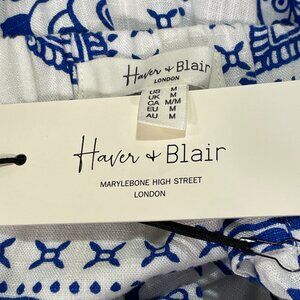 Haver + Blair
LONDON
US M
UK M
CA M/M
EU M
AU M
Haver + Blair
MARYLEBONE HIGH STREET
LONDON